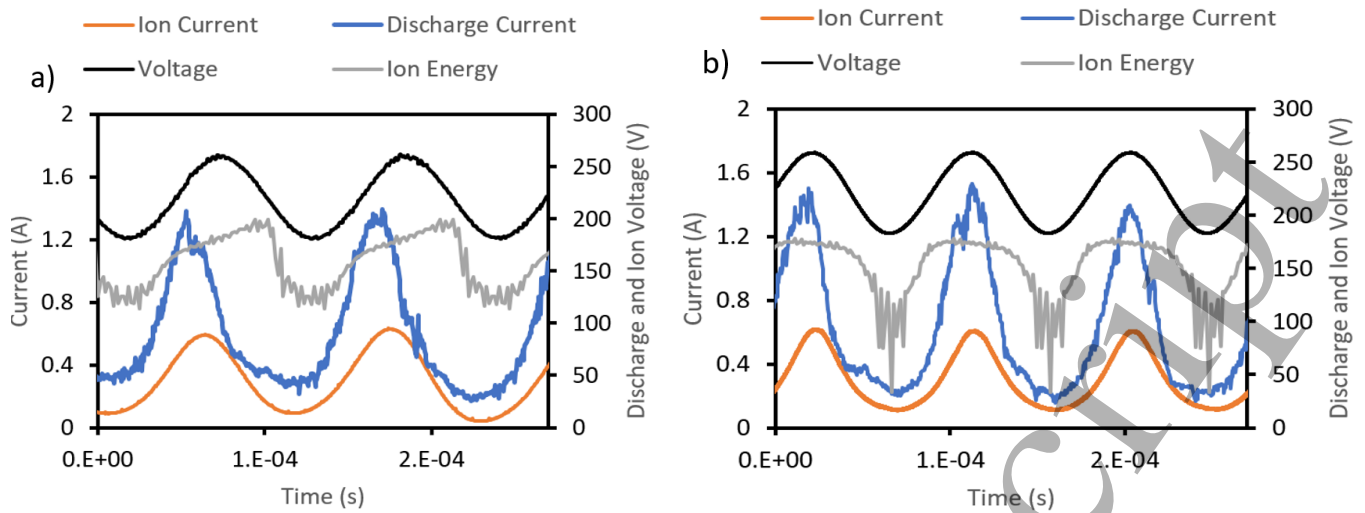 Ion Current Discharge Current
Voltage Ion Energy
a)
2
1.6
1.2
0.8
0.4
0
300
250
200
150
100
50
0
0.E+00 1.E-04 2.E-04
Time (s)
Current (A)
Discharge and Ion Voltage (V)
Ion Current Discharge Current
Voltage Ion Energy
b)
2
1.6
1.2
0.8
0.4
0
300
250
200
150
100
50
0
0.E+00 1.E-04 2.E-04
Time (s)
Current (A)
Discharge and Ion Voltage (V)
cript